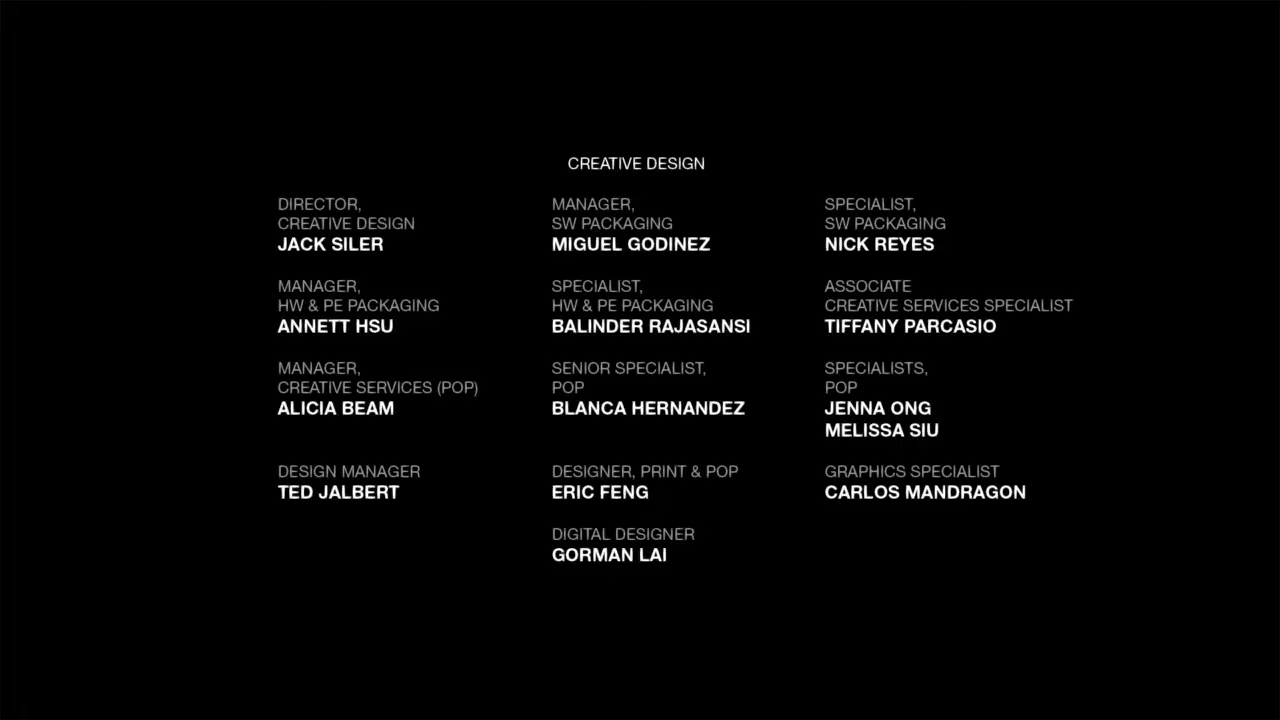 CREATIVE DESIGN
DIRECTOR,
CREATIVE DESIGN
JACK SILER
MANAGER,
SW PACKAGING
MIGUEL GODINEZ
SPECIALIST,
SW PACKAGING
NICK REYES
MANAGER,
HW & PE PACKAGING
ANNETT HSU
SPECIALIST,
HW & PE PACKAGING
BALINDER RAJASANSI
ASSOCIATE
CREATIVE SERVICES SPECIALIST
TIFFANY PARCASIO
MANAGER,
CREATIVE SERVICES (POP)
ALICIA BEAM
SENIOR SPECIALIST,
POP
BLANCA HERNANDEZ
SPECIALISTS,
POP
JENNA ONG
MELISSA SIU
DESIGN MANAGER
TED JALBERT
DESIGNER, PRINT & POP
ERIC FENG
GRAPHICS SPECIALIST
CARLOS MANDRAGON
DIGITAL DESIGNER
GORMAN LAI